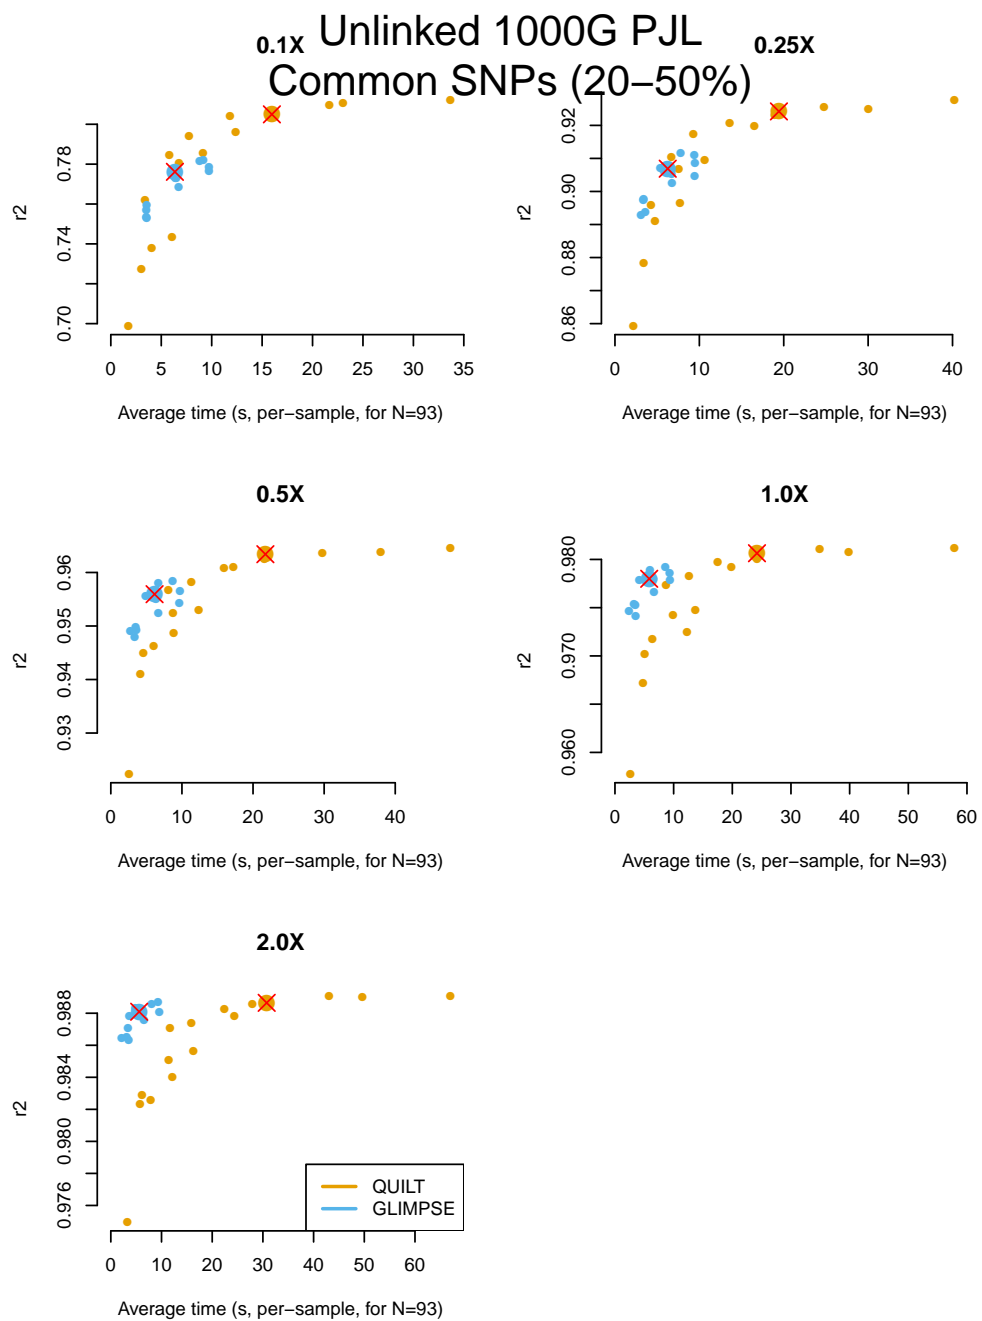 Unlinked 1000G PJL
Common SNPs (20−50%)
0.1X
r2
0.70
0.74
0.78
0 5 10 15 20 25 30 35
Average time (s, per−sample, for N=93)
0.25X
r2
0.86
0.88
0.90
0.92
0 10 20 30 40
Average time (s, per−sample, for N=93)
0.5X
r2
0.93
0.94
0.95
0.96
0 10 20 30 40
Average time (s, per−sample, for N=93)
1.0X
r2
0.960
0.970
0.980
0 10 20 30 40 50 60
Average time (s, per−sample, for N=93)
2.0X
r2
0.976
0.980
0.984
0.988
0 10 20 30 40 50 60
Average time (s, per−sample, for N=93)
QUILT
GLIMPSE